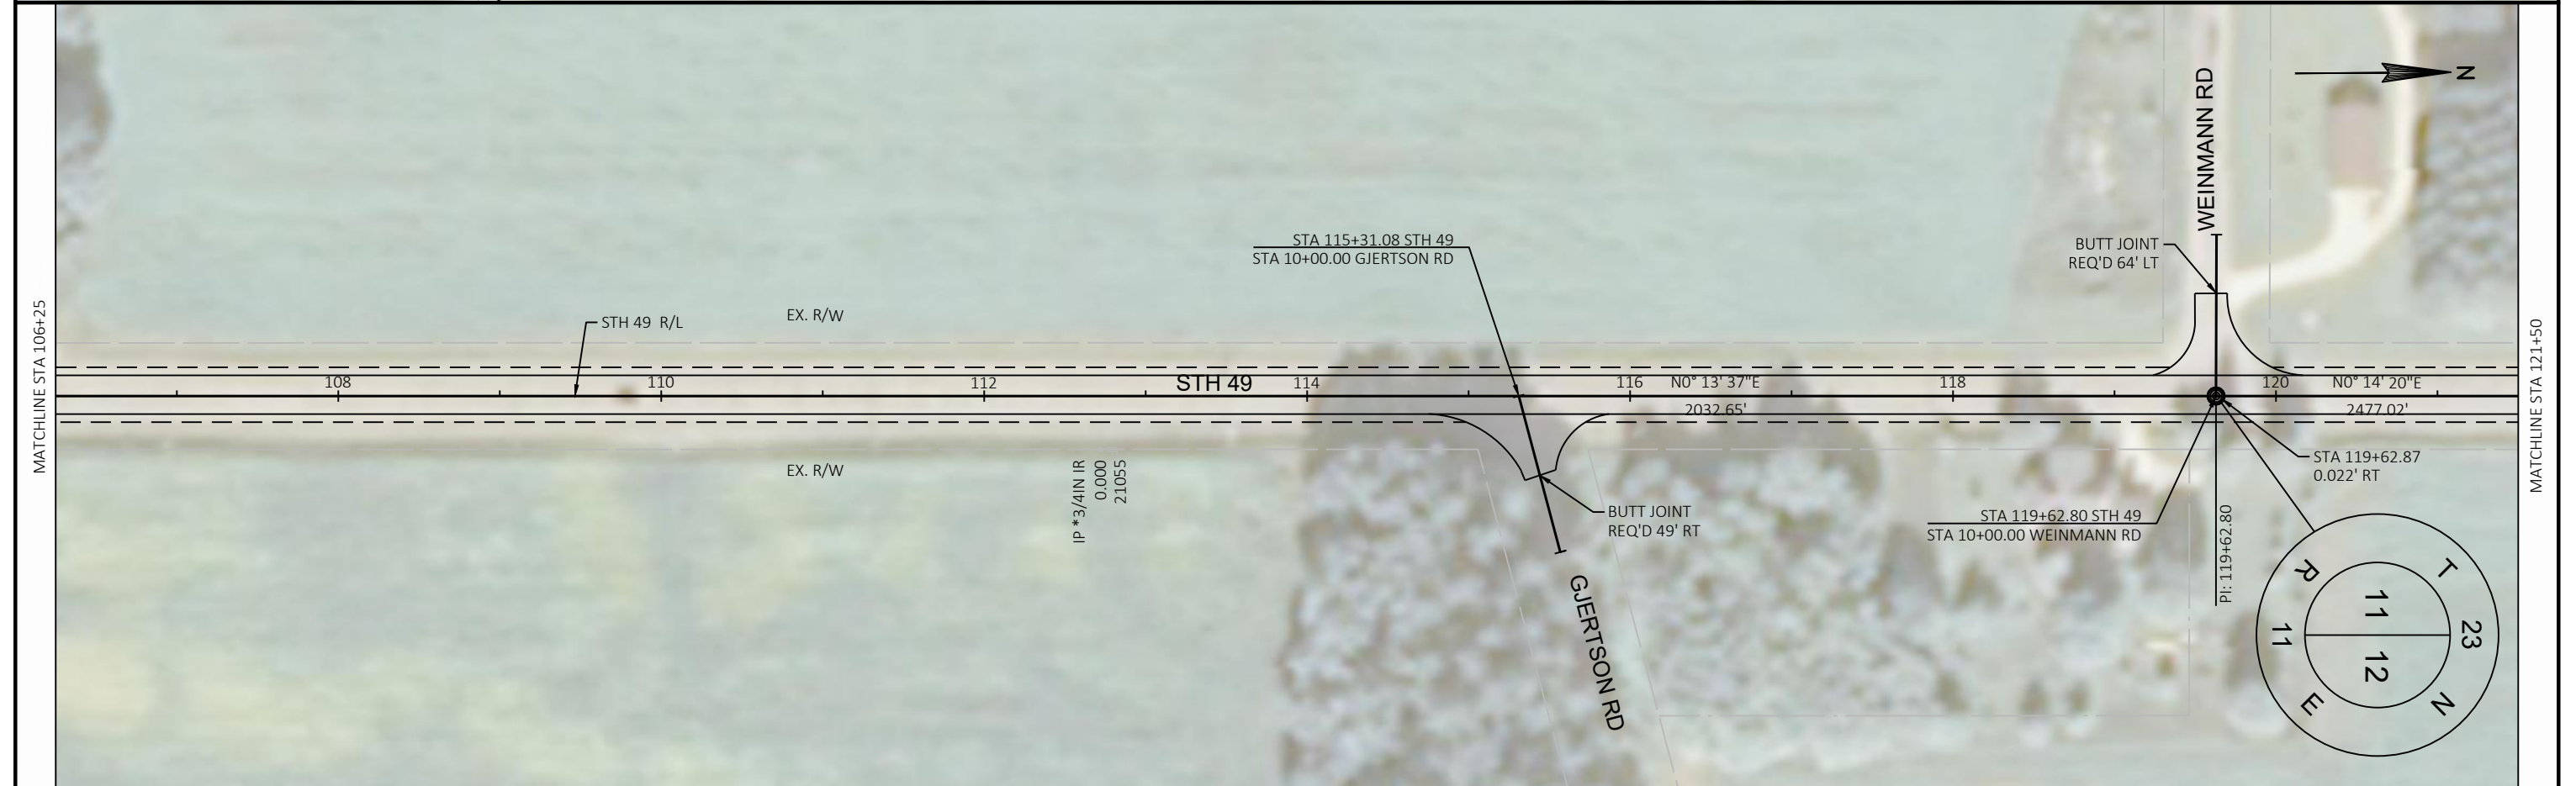 MATCHLINE STA 106+25
STH 49 R/L
EX. R/W
EX. R/W
108
110
112
STH 49
114
116
N0° 13' 37"E
2032.65'
118
120
N0° 14' 20"E
2477.02'
IP *3/4IN IR
0.000
21055
STA 115+31.08 STH 49
STA 10+00.00 GJERTSON RD
BUTT JOINT
REQ'D 49' RT
GJERTSON RD
WEINMANN RD
BUTT JOINT
REQ'D 64' LT
N
STA 119+62.87
0.022' RT
STA 119+62.80 STH 49
STA 10+00.00 WEINMANN RD
PI: 119+62.80
T 23 N
R 11 E
11
12
MATCHLINE STA 121+50